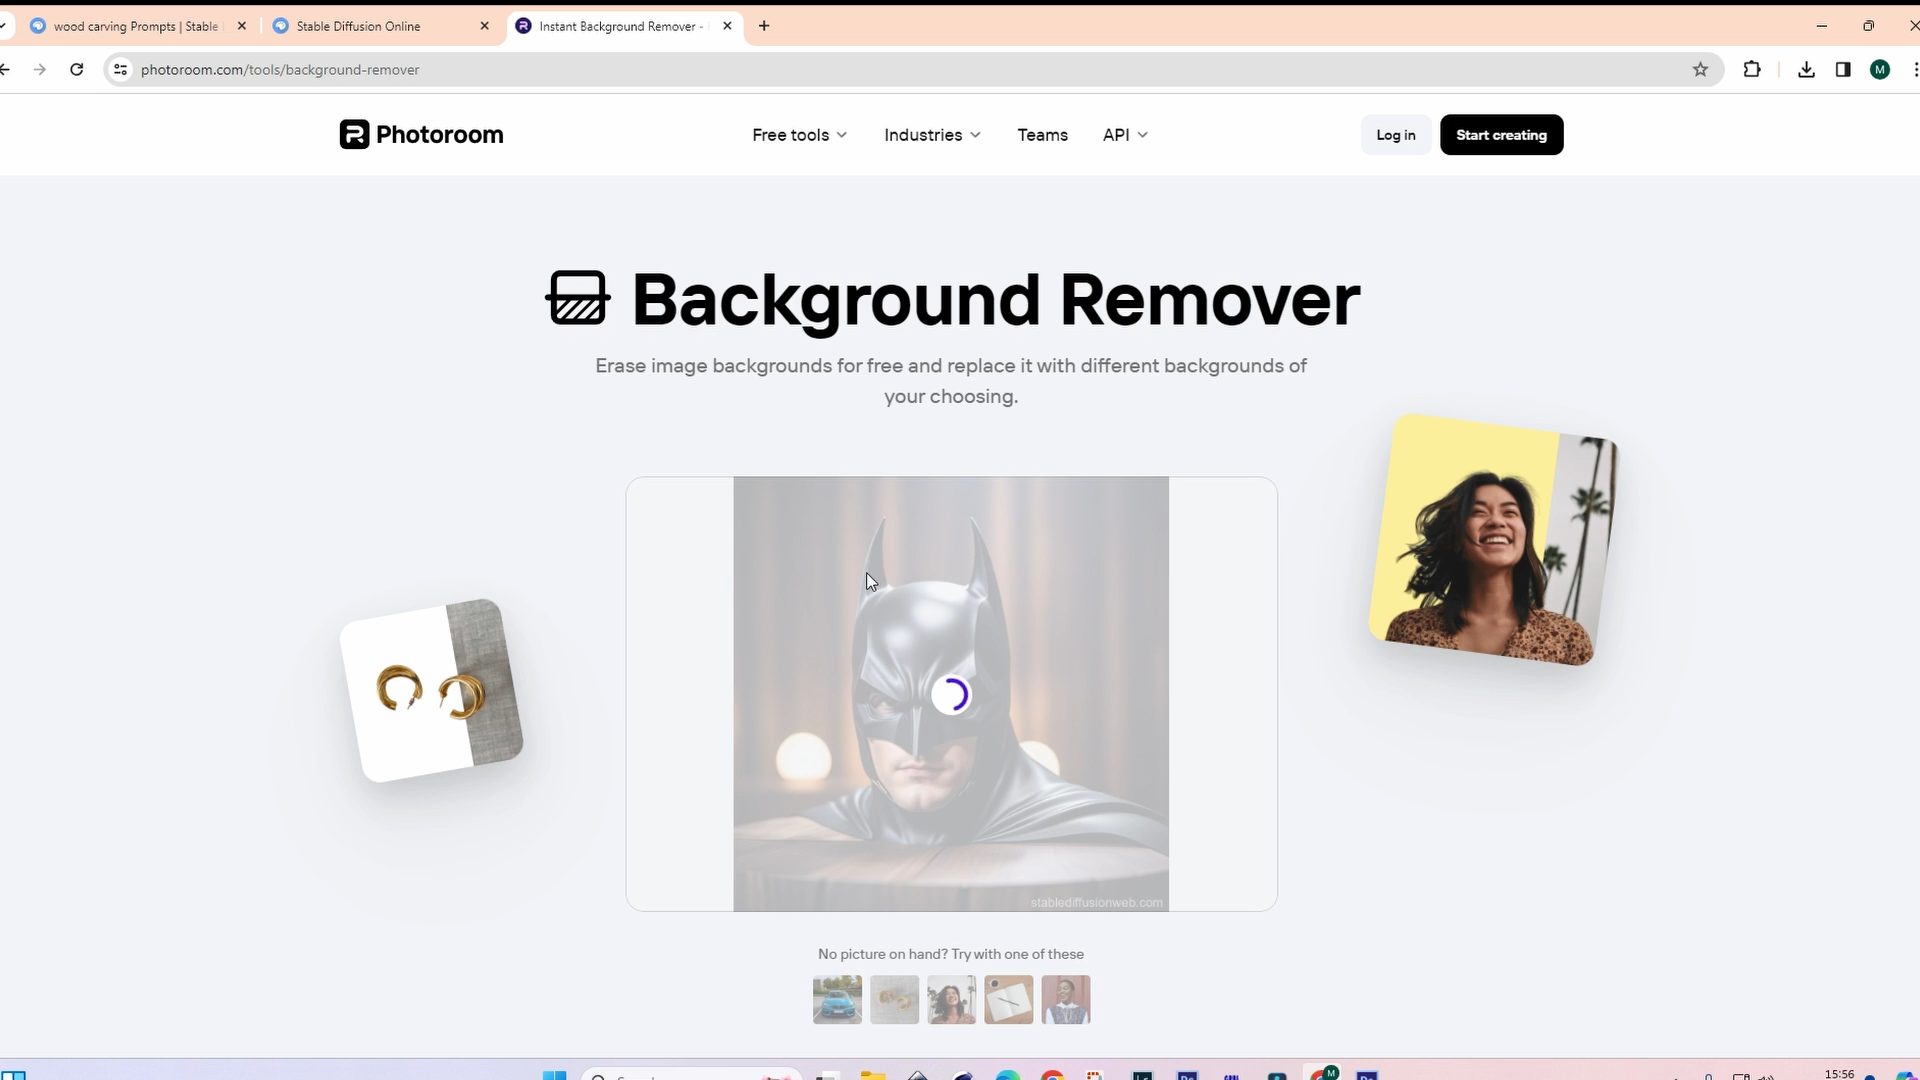 wood carving Prompts | Stable
Stable Diffusion Online
Instant Background Remover -
photoroom.com/tools/background-remover
M
Photoroom
Free tools
Industries
Teams
API
Log in
Start creating
Background Remover
Erase image backgrounds for free and replace it with different backgrounds of
your choosing.
stablediffusionweb.com
No picture on hand? Try with one of these
M
15:56